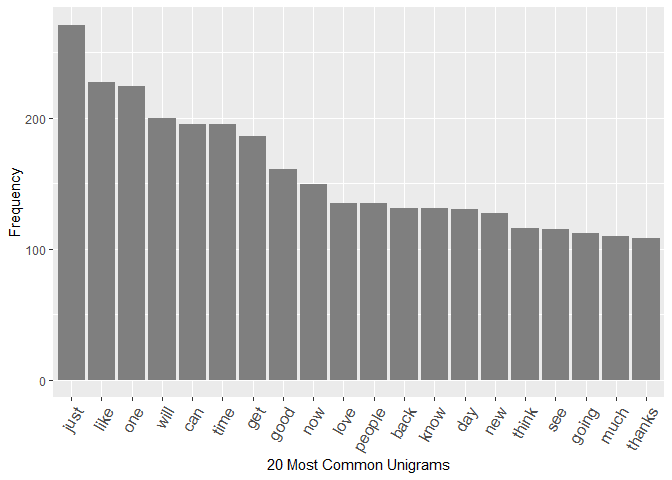 Frequency
200
100
0
just like one will can time get good now love people back know day new think see going much thanks
20 Most Common Unigrams